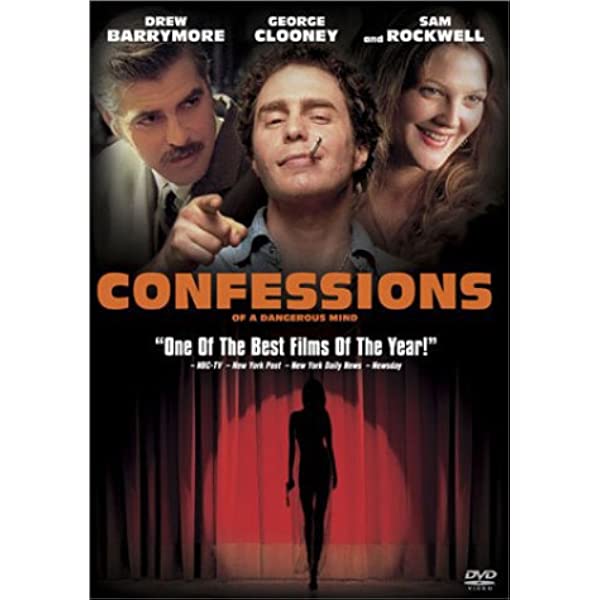 DREW BARRYMORE
GEORGE CLOONEY
and SAM ROCKWELL
CONFESSIONS
OF A DANGEROUS MIND
“One Of The Best Films Of The Year!”
– NBC-TV – New York Post – New York Daily News – Newsday
DVD
VIDEO